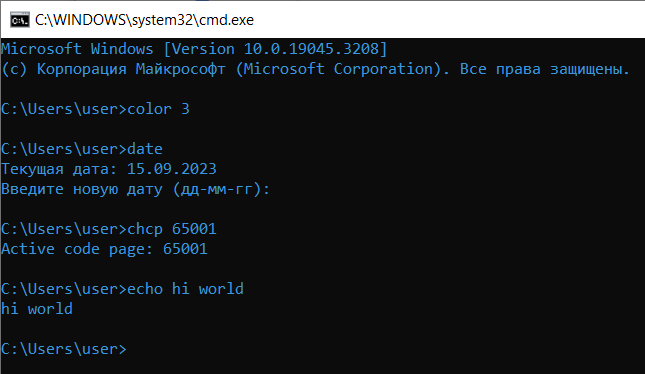 C:\WINDOWS\system32\cmd.exe
Microsoft Windows [Version 10.0.19045.3208]
(c) Корпорация Майкрософт (Microsoft Corporation). Все права защищены.
C:\Users\user>color 3
C:\Users\user>date
Текущая дата: 15.09.2023
Введите новую дату (дд-мм-гг):
C:\Users\user>chcp 65001
Active code page: 65001
C:\Users\user>echo hi world
hi world
C:\Users\user>